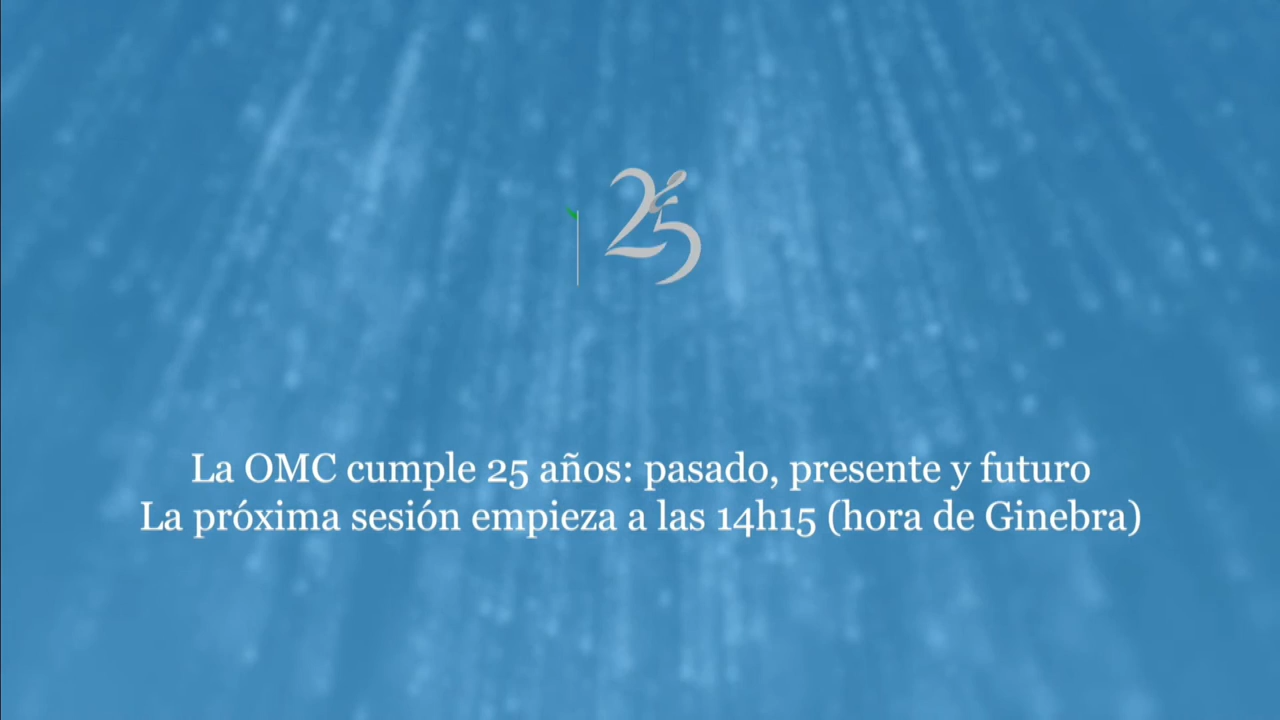 25
La OMC cumple 25 años: pasado, presente y futuro
La próxima sesión empieza a las 14h15 (hora de Ginebra)